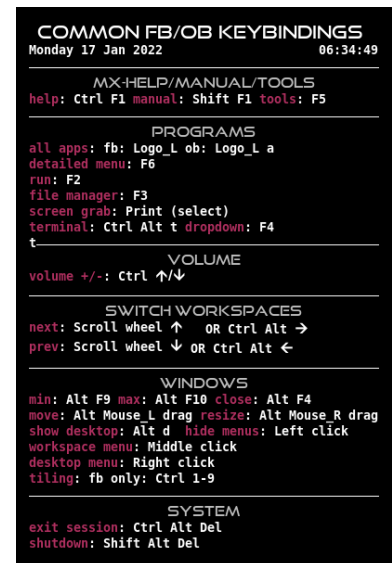 COMMON FB/OB KEYBINDINGS
Monday 17 Jan 2022 06:34:49
MX-HELP/MANUAL/TOOLS
help: Ctrl F1 manual: Shift F1 tools: F5
PROGRAMS
all apps: fb: Logo_L ob: Logo_L a
detailed menu: F6
run: F2
file manager: F3
screen grab: Print (select)
terminal: Ctrl Alt t dropdown: F4
t
VOLUME
volume +/-: Ctrl ↑/↓
SWITCH WORKSPACES
next: Scroll wheel ↑ OR Ctrl Alt →
prev: Scroll wheel ↓ OR Ctrl Alt ←
WINDOWS
min: Alt F9 max: Alt F10 close: Alt F4
move: Alt Mouse_L drag resize: Alt Mouse_R drag
show desktop: Alt d hide menus: Left click
workspace menu: Middle click
desktop menu: Right click
tiling: fb only: Ctrl 1-9
SYSTEM
exit session: Ctrl Alt Del
shutdown: Shift Alt Del